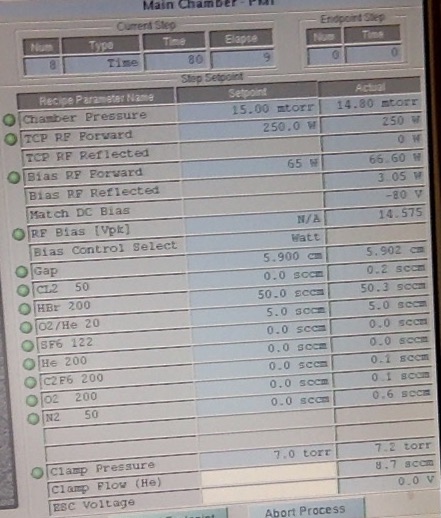 Main Chamber - PM1
Current Step Endpoint Step
Num Type Time Elapse Num Time
8 Time 80 9 0 0
Step Setpoint
Recipe Parameter Name Setpoint Actual
Chamber Pressure 15.00 mtorr 14.80 mtorr
TCP RF Forward 250.0 W 250 W
TCP RF Reflected 0 W
Bias RF Forward 65 W 66.60 W
Bias RF Reflected 3.05 W
Match DC Bias -80 V
RF Bias [Vpk] N/A 14.575
Bias Control Select Watt
Gap 5.900 cm 5.902 cm
CL2 50 0.0 sccm 0.2 sccm
HBr 200 50.0 sccm 50.3 sccm
O2/He 20 5.0 sccm 5.0 sccm
SF6 122 0.0 sccm 0.0 sccm
He 200 0.0 sccm 0.0 sccm
C2F6 200 0.0 sccm 0.1 sccm
O2 200 0.0 sccm 0.1 sccm
N2 50 0.0 sccm 0.6 sccm
Clamp Pressure 7.0 torr 7.2 torr
Clamp Flow (He) 8.7 sccm
ESC Voltage 0.0 V
Abort Process